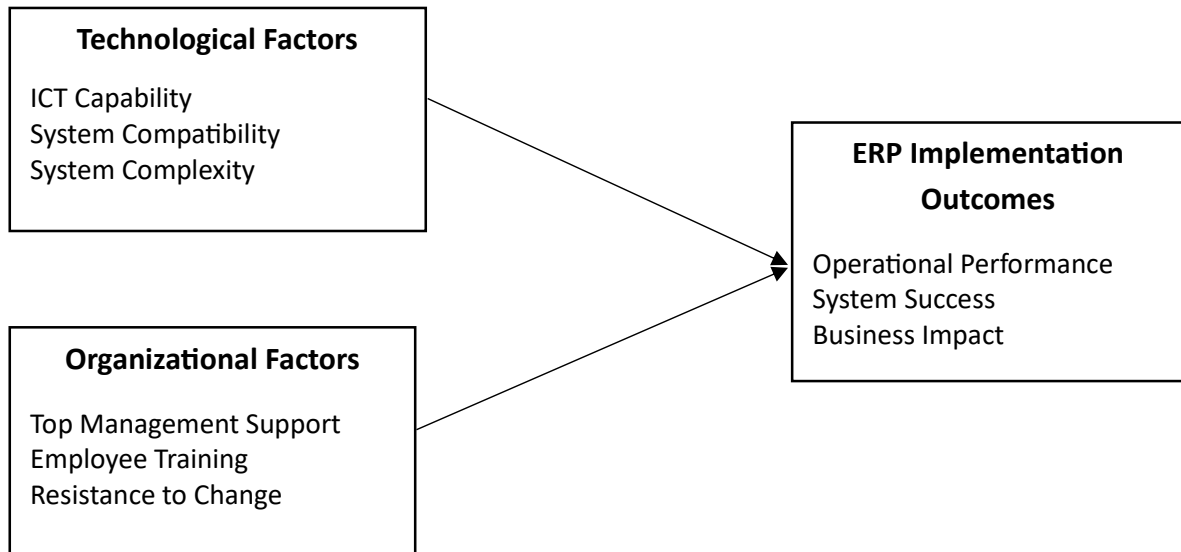 Technological Factors
ICT Capability
System Compatibility
System Complexity
ERP Implementation
Outcomes
Operational Performance
System Success
Business Impact
Organizational Factors
Top Management Support
Employee Training
Resistance to Change